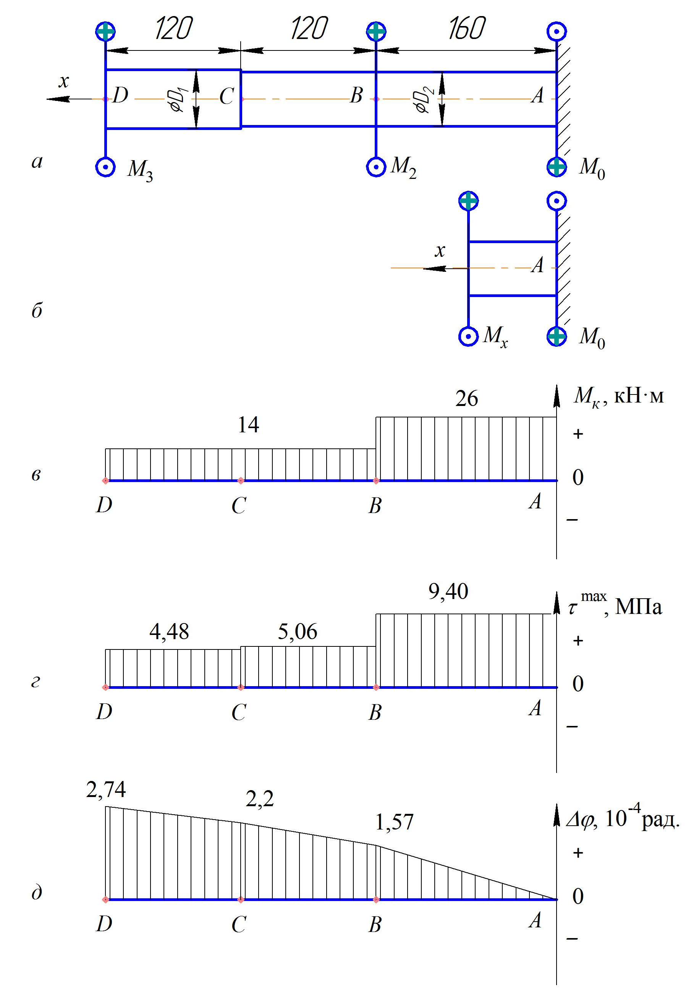 120 120 160
x D C B A
φD₁ φD₂
а M₃ M₂ M₀
x A
б Mₓ M₀
26 Mк, кН·м
14 +
в 0
D C B A
−
9,40 τ max, МПа
4,48 5,06 +
г 0
D C B A
−
2,74 2,2 1,57 Δφ, 10⁻⁴рад.
+
д 0
D C B A
−